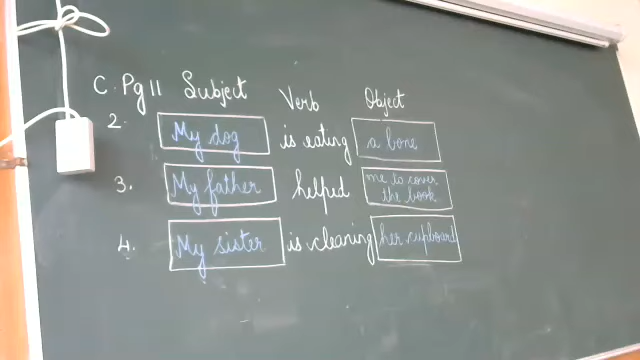 C. Pg 11 Subject Verb Object
2. My dog is eating a bone
3. My father helped me to cover the book
4. My sister is cleaning her cupboard